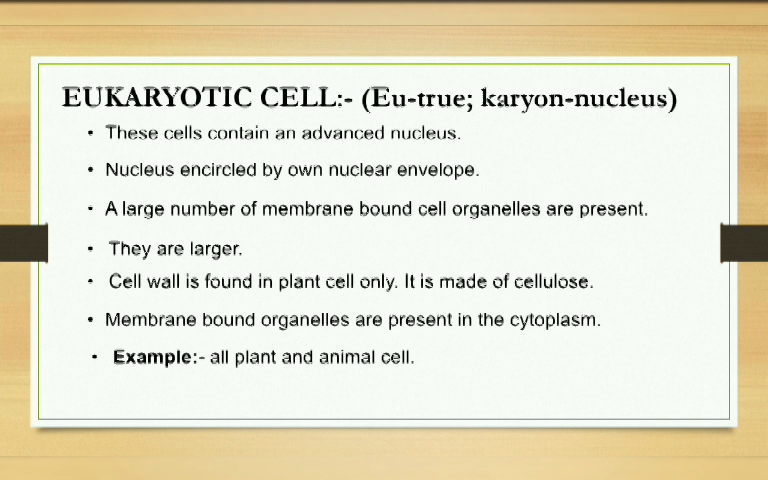 EUKARYOTIC CELL:- (Eu-true; karyon-nucleus)
• These cells contain an advanced nucleus.
• Nucleus encircled by own nuclear envelope.
• A large number of membrane bound cell organelles are present.
• They are larger.
• Cell wall is found in plant cell only. It is made of cellulose.
• Membrane bound organelles are present in the cytoplasm.
• Example:- all plant and animal cell.